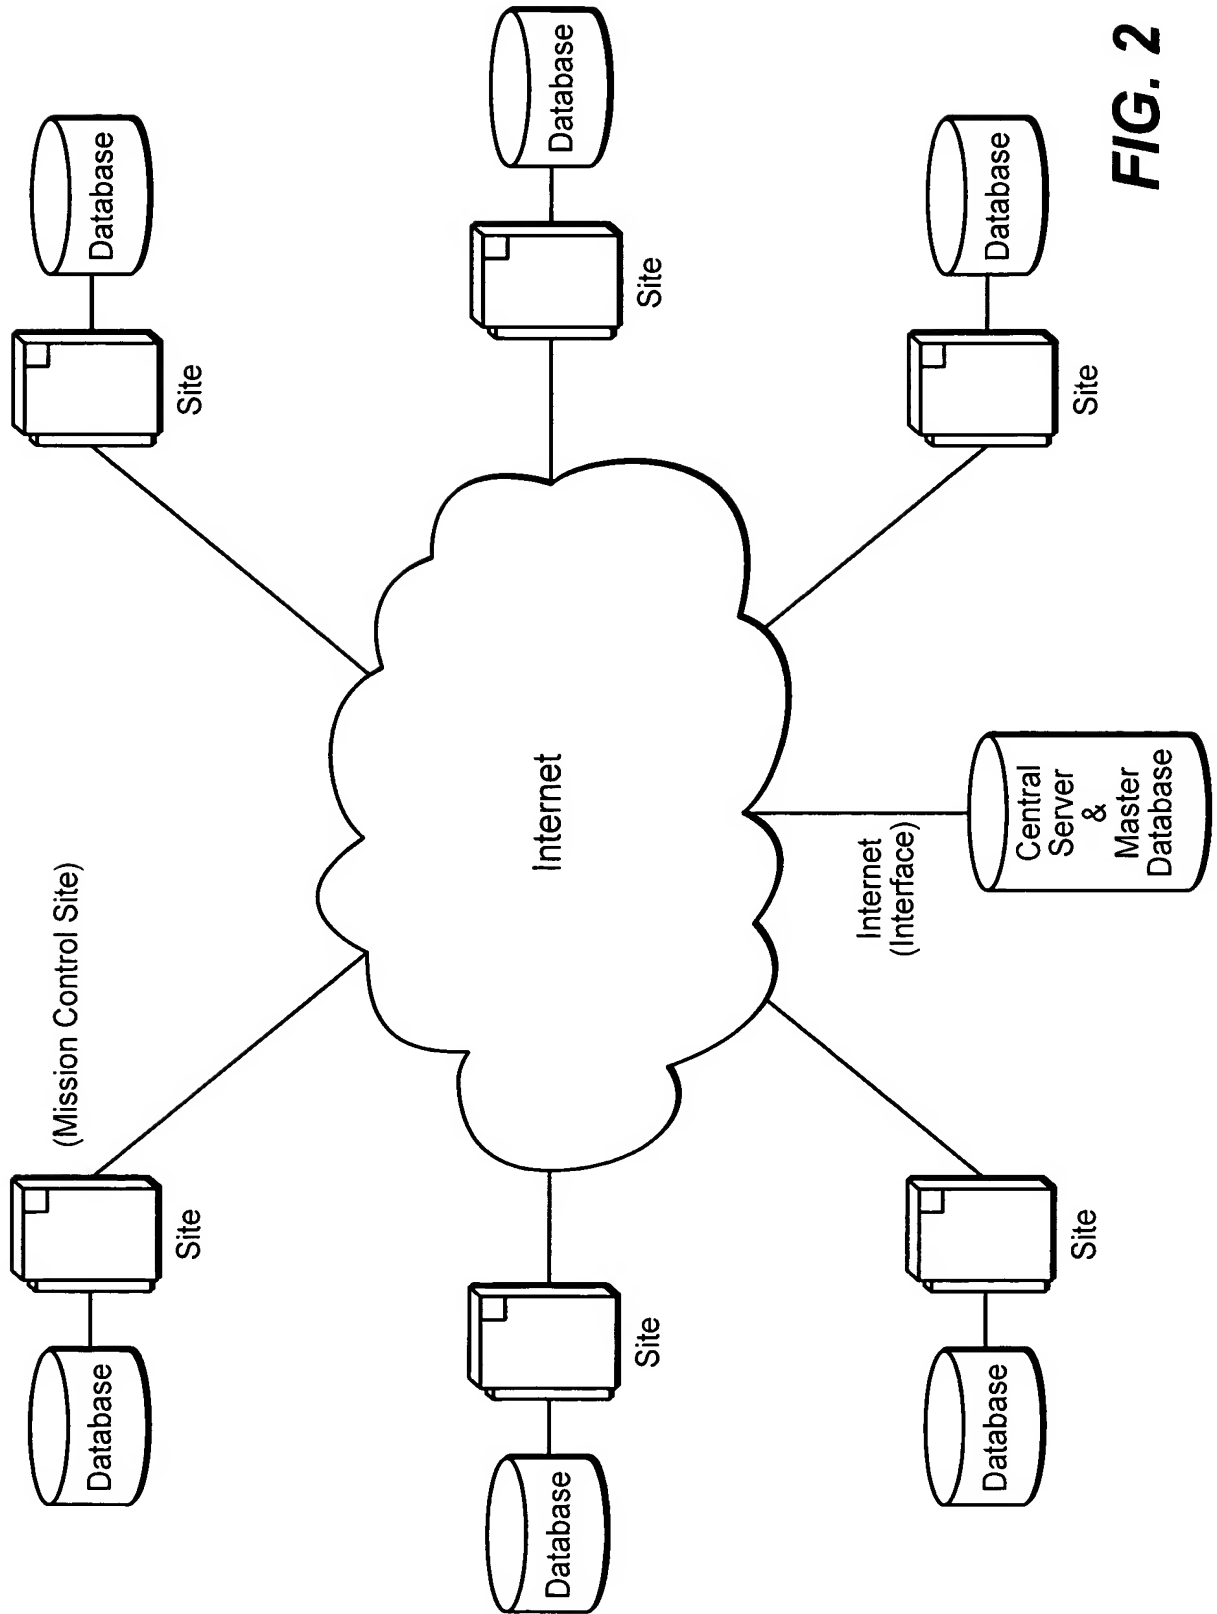 (Mission Control Site)
Database
Site
Site
Database
Database
Site
Internet
Site
Database
Internet
(Interface)
Database
Site
Central
Server
&
Master
Database
Site
Database
FIG. 2